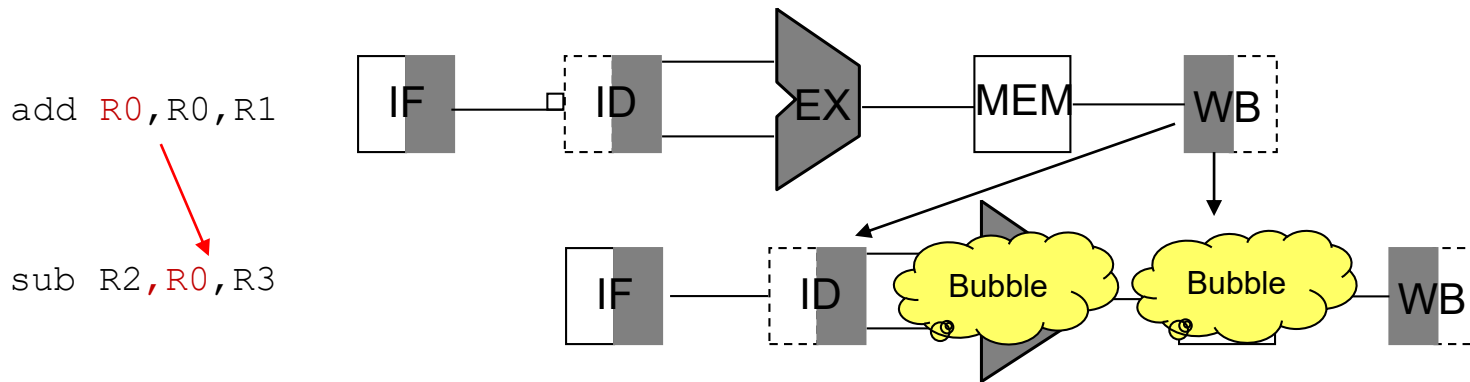 add R0,R0,R1
IF
ID
EX
MEM
WB
sub R2,R0,R3
IF
ID
Bubble
Bubble
WB